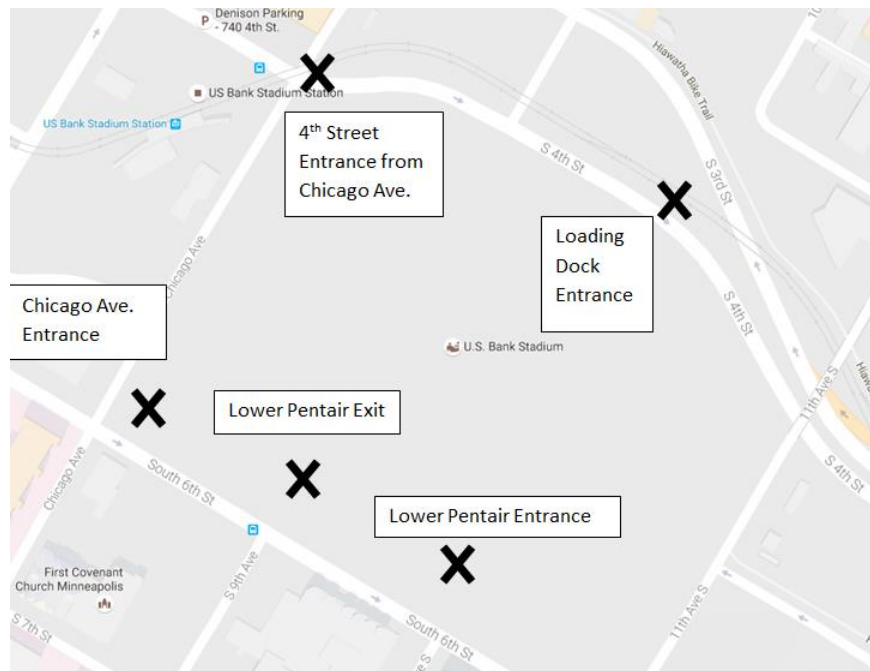 Denison Parking
- 740 4th St.
US Bank Stadium Station
US Bank Stadium Station
4th Street
Entrance from
Chicago Ave.
Hiawatha Bike Trail
S 4th St
S 3rd St
Loading
Dock
Entrance
Chicago Ave
Chicago Ave.
Entrance
S 4th St
U.S. Bank Stadium
11th Ave S
Lower Pentair Exit
South 6th St
Chicago Ave
S 4th St
Lower Pentair Entrance
First Covenant
Church Minneapolis
S 9th Ave
S 7th St
South 6th St
11th Ave S